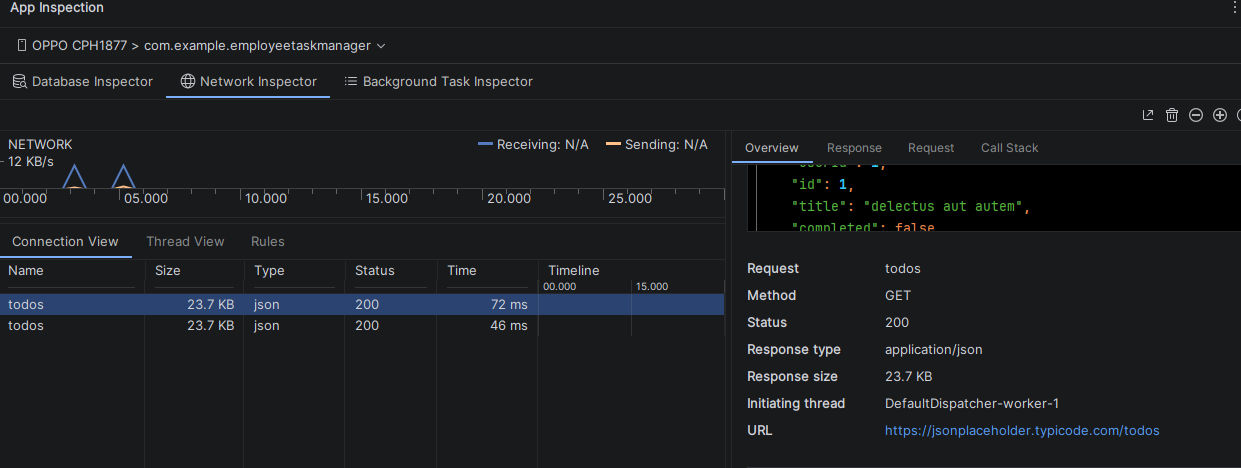 App Inspection
OPPO CPH1877 > com.example.employeetaskmanager
Database Inspector
Network Inspector
Background Task Inspector
NETWORK
12 KB/s
Receiving: N/A
Sending: N/A
00.000 05.000 10.000 15.000 20.000 25.000
Connection View Thread View Rules
Name Size Type Status Time Timeline
00.000 15.000
todos 23.7 KB json 200 72 ms
todos 23.7 KB json 200 46 ms
Overview Response Request Call Stack
"userId": 1,
"id": 1,
"title": "delectus aut autem",
"completed": false
Request todos
Method GET
Status 200
Response type application/json
Response size 23.7 KB
Initiating thread DefaultDispatcher-worker-1
URL https://jsonplaceholder.typicode.com/todos